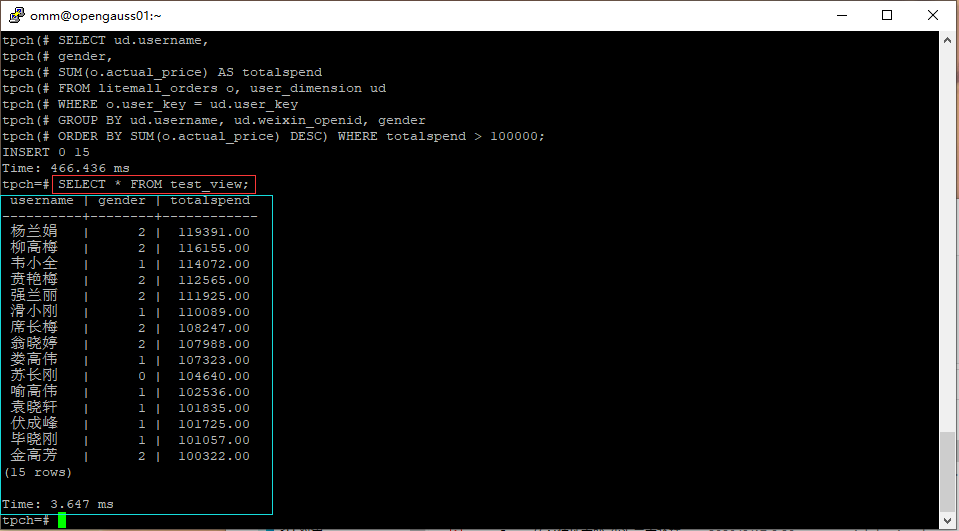 omm@opengauss01:~
tpch(# SELECT ud.username,
tpch(# gender,
tpch(# SUM(o.actual_price) AS totalspend
tpch(# FROM litemall_orders o, user_dimension ud
tpch(# WHERE o.user_key = ud.user_key
tpch(# GROUP BY ud.username, ud.weixin_openid, gender
tpch(# ORDER BY SUM(o.actual_price) DESC) WHERE totalspend > 100000;
INSERT 0 15
Time: 466.436 ms
tpch=# SELECT * FROM test_view;
username | gender | totalspend
----------+--------+------------
杨兰娟 | 2 | 119391.00
柳高梅 | 2 | 116155.00
韦小全 | 1 | 114072.00
贲艳梅 | 2 | 112565.00
强兰丽 | 2 | 111925.00
滑小刚 | 1 | 110089.00
席长梅 | 2 | 108247.00
翁晓婷 | 2 | 107988.00
娄高伟 | 1 | 107323.00
苏长刚 | 0 | 104640.00
喻高伟 | 1 | 102536.00
袁晓轩 | 1 | 101835.00
伏成峰 | 1 | 101725.00
毕晓刚 | 1 | 101057.00
金高芳 | 2 | 100322.00
(15 rows)
Time: 3.647 ms
tpch=#